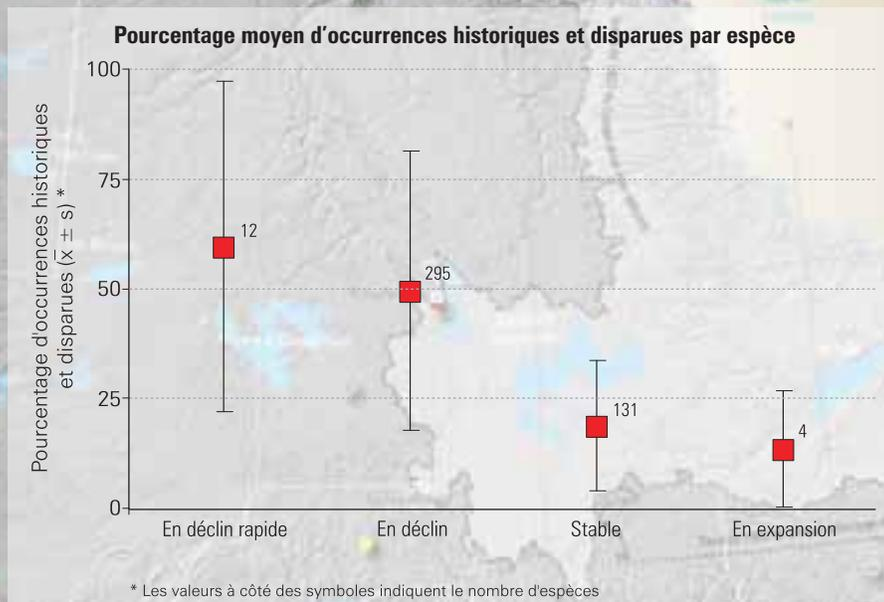 Pourcentage moyen d'occurrences historiques et disparues par espèce
Pourcentage d'occurrences historiques
et disparues (x̄ ± s) *
100
75
50
25
0
12
295
131
4
En déclin rapide
En déclin
Stable
En expansion
* Les valeurs à côté des symboles indiquent le nombre d'espèces